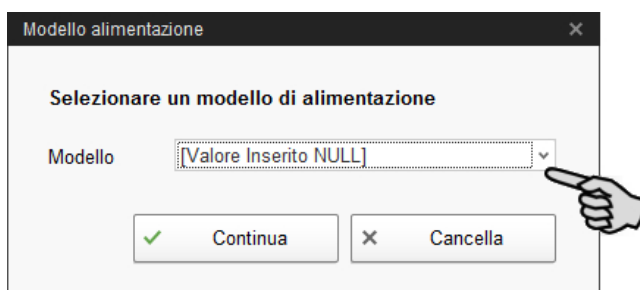 Modello alimentazione
Selezionare un modello di alimentazione
Modello [Valore Inserito NULL]
Continua Cancella